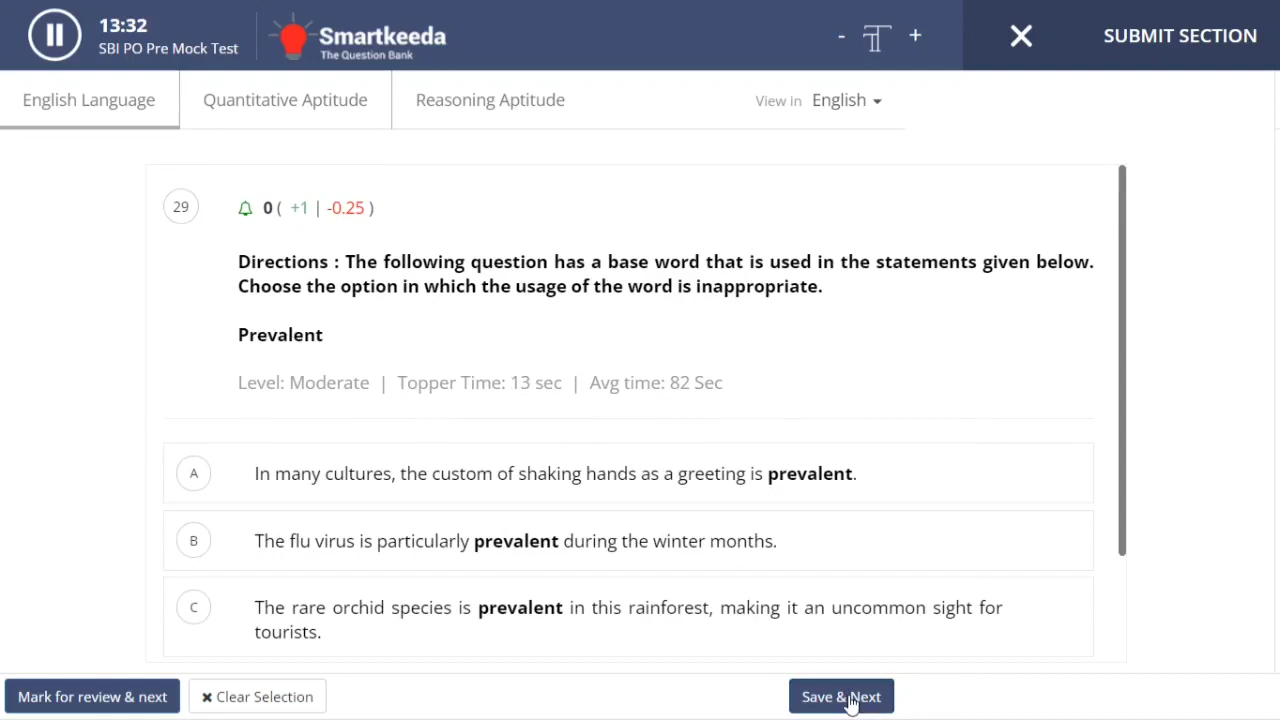 13:32
SBI PO Pre Mock Test
Smartkeeda
The Question Bank
- T +
SUBMIT SECTION
English Language
Quantitative Aptitude
Reasoning Aptitude
View In English
29
0 ( +1 | -0.25 )
Directions : The following question has a base word that is used in the statements given below.
Choose the option in which the usage of the word is inappropriate.
Prevalent
Level: Moderate | Topper Time: 13 sec | Avg time: 82 Sec
A
In many cultures, the custom of shaking hands as a greeting is prevalent.
B
The flu virus is particularly prevalent during the winter months.
C
The rare orchid species is prevalent in this rainforest, making it an uncommon sight for
tourists.
Mark for review & next
Clear Selection
Save & Next